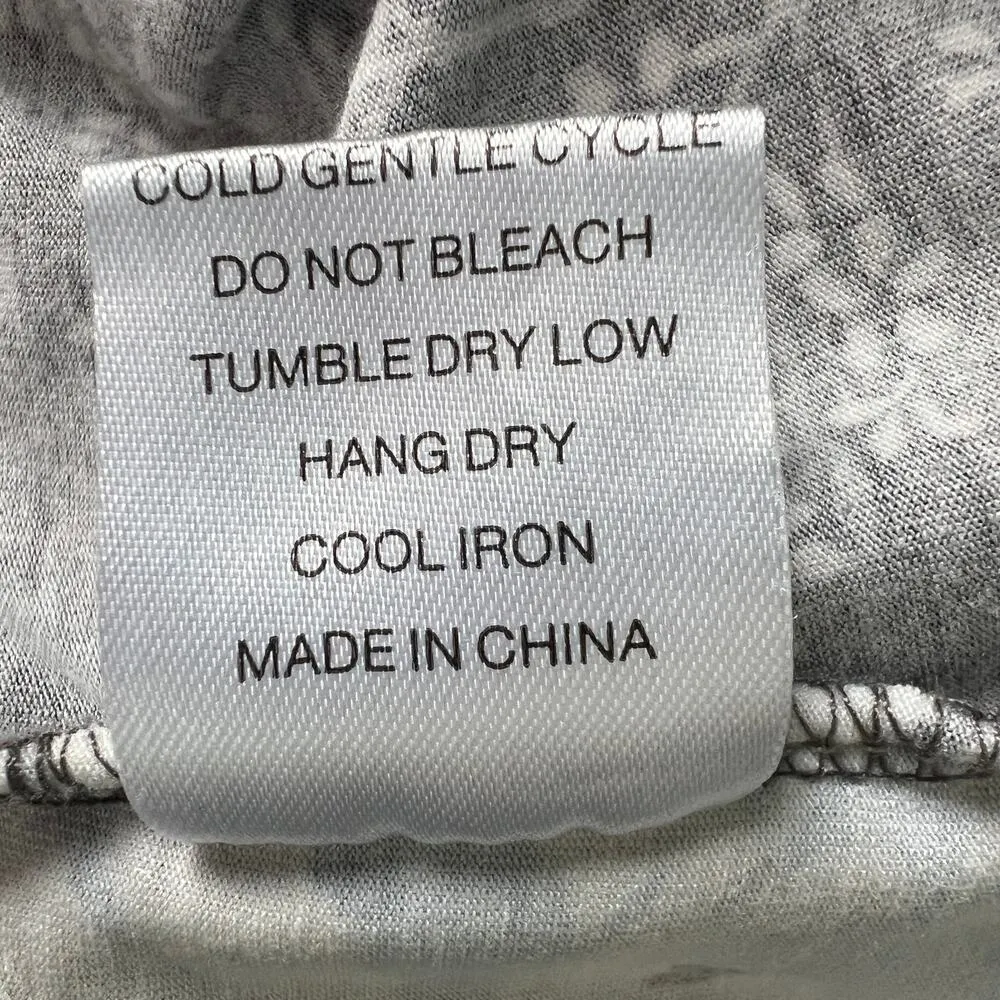 COLD GENTLE CYCLE
DO NOT BLEACH
TUMBLE DRY LOW
HANG DRY
COOL IRON
MADE IN CHINA